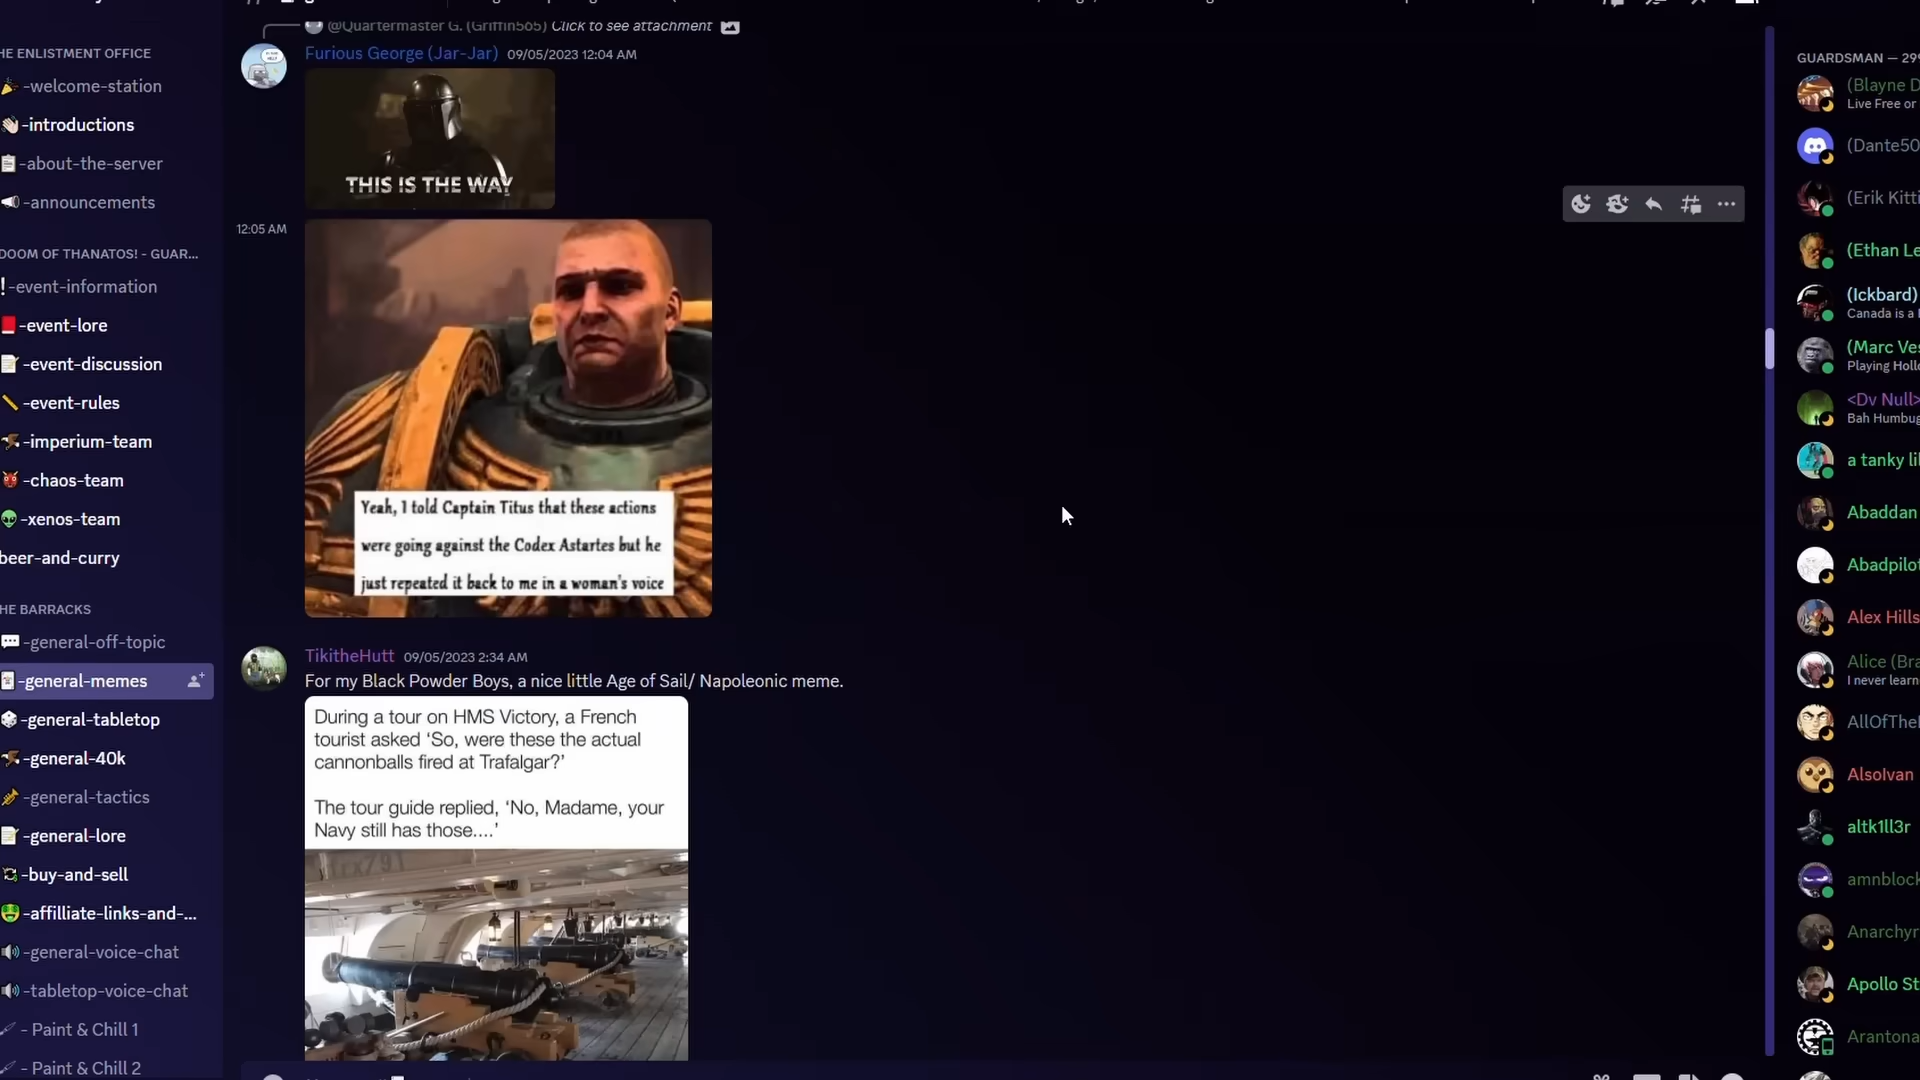 HE ENLISTMENT OFFICE
-welcome-station
-introductions
-about-the-server
-announcements
DOOM OF THANATOS! - GUAR...
-event-information
-event-lore
-event-discussion
-event-rules
-imperium-team
-chaos-team
-xenos-team
beer-and-curry
HE BARRACKS
-general-off-topic
-general-memes
-general-tabletop
-general-40k
-general-tactics
-general-lore
-buy-and-sell
-affiliate-links-and-...
-general-voice-chat
-tabletop-voice-chat
- Paint & Chill 1
- Paint & Chill 2
@Quartermaster G. (Griffin565) Click to see attachment
Furious George (Jar-Jar) 09/05/2023 12:04 AM
THIS IS THE WAY
12:05 AM
Yeah, I told Captain Titus that these actions
were going against the Codex Astartes but he
just repeated it back to me in a woman's voice
TikitheHutt 09/05/2023 2:34 AM
For my Black Powder Boys, a nice little Age of Sail/ Napoleonic meme.
During a tour on HMS Victory, a French
tourist asked 'So, were these the actual
cannonballs fired at Trafalgar?'
The tour guide replied, 'No, Madame, your
Navy still has those....'
GUARDSMAN — 299
(Blayne D
Live Free or
(Dante50
(Erik Kitti
(Ethan Le
(Ickbard)
Canada is a
(Marc Ves
Playing Hollo
<Dv Null>
Bah Humbug
a tanky li
Abaddan
Abadpilot
Alex Hills
Alice (Bra
I never learn
AllOfThe
AlsoIvan
altk1ll3r
amnblock
Anarchyr
Apollo St
Arantona